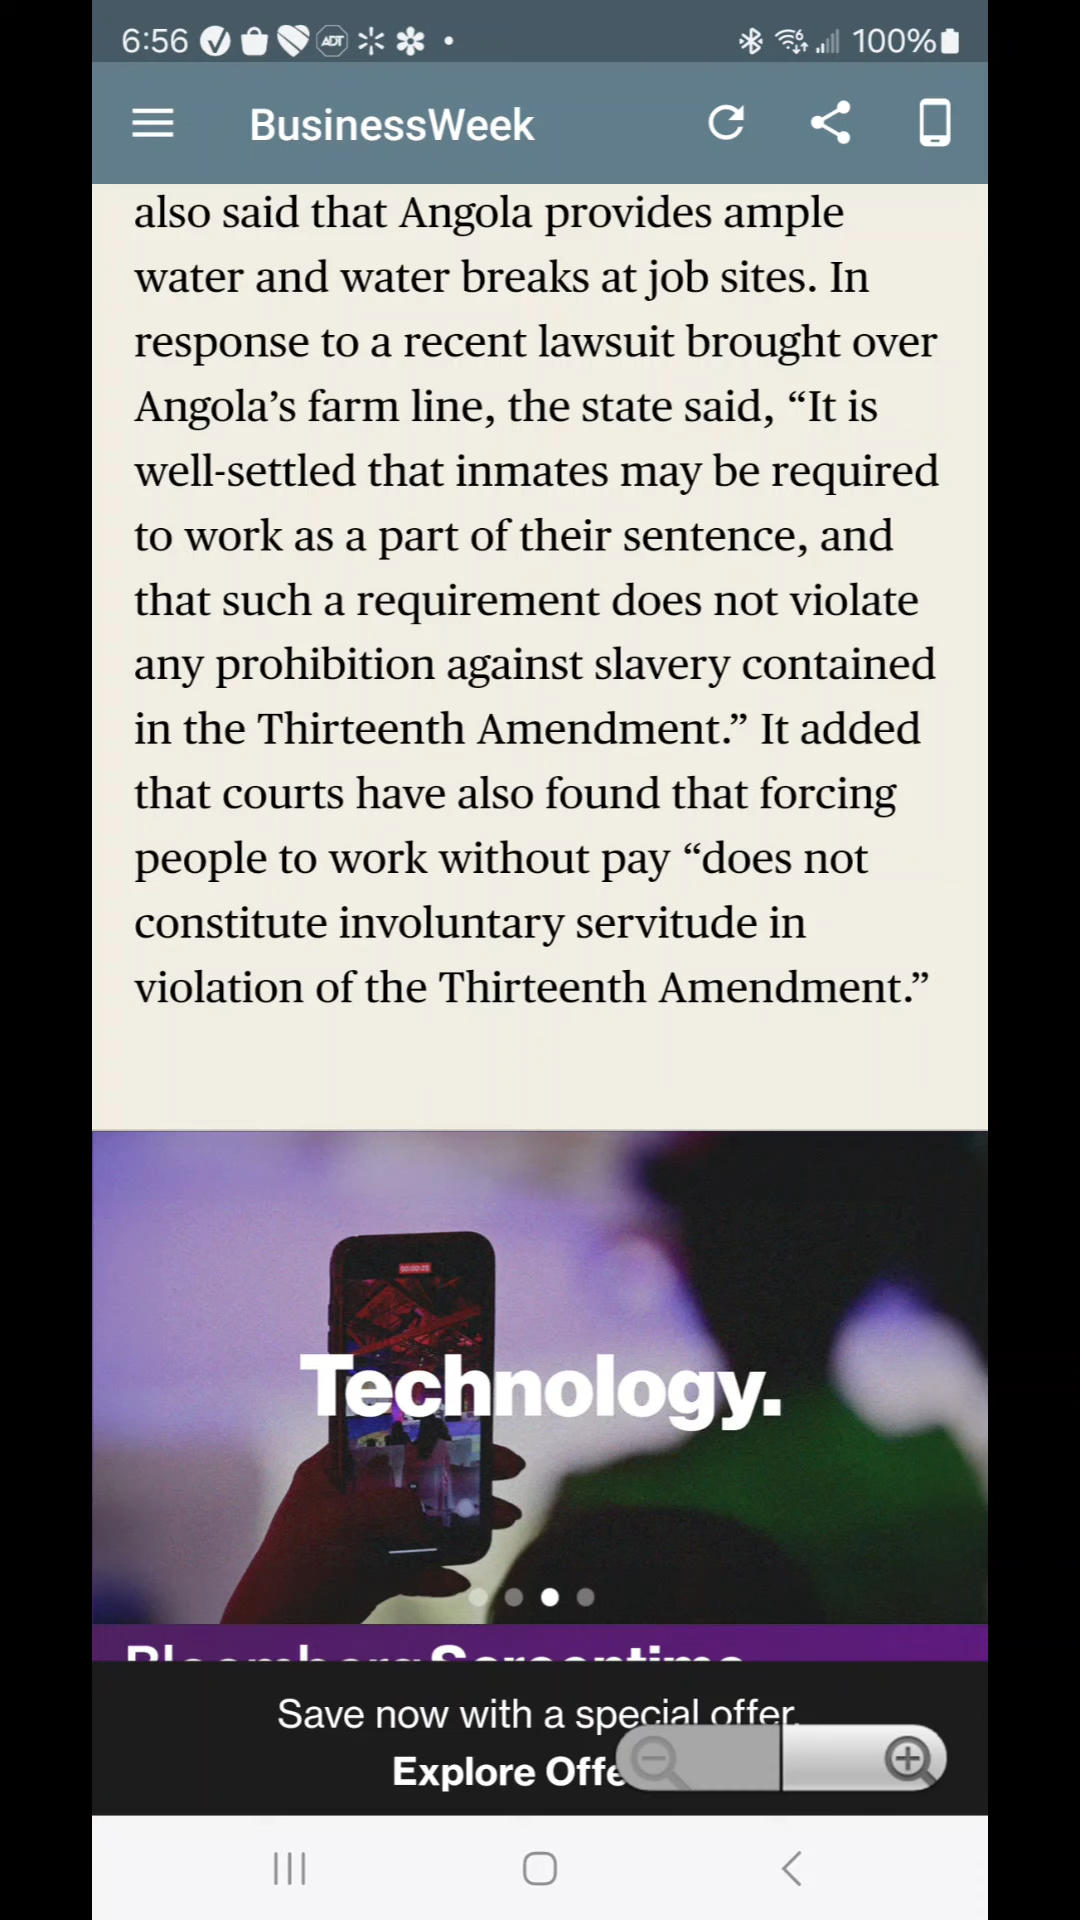 6:56
ADT
100%
BusinessWeek
also said that Angola provides ample
water and water breaks at job sites. In
response to a recent lawsuit brought over
Angola’s farm line, the state said, “It is
well-settled that inmates may be required
to work as a part of their sentence, and
that such a requirement does not violate
any prohibition against slavery contained
in the Thirteenth Amendment.” It added
that courts have also found that forcing
people to work without pay “does not
constitute involuntary servitude in
violation of the Thirteenth Amendment.”
Technology.
Bloomberg Screentime
Save now with a special offer.
Explore Offe